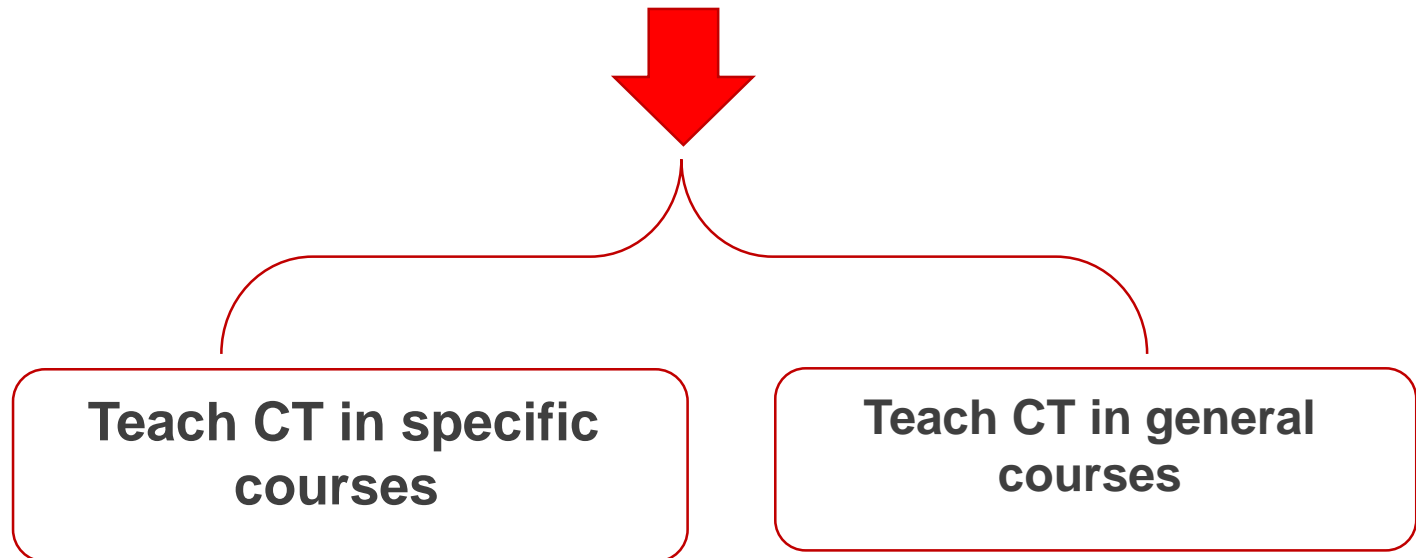 Teach CT in specific
courses
Teach CT in general
courses